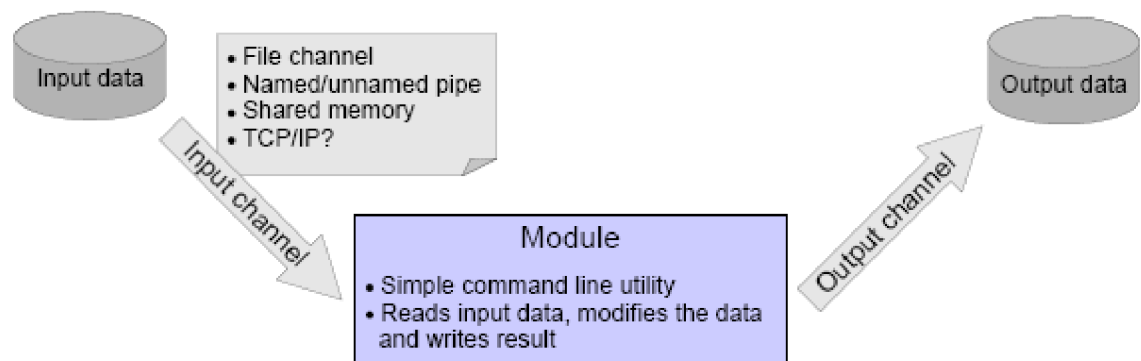 Input data
• File channel
• Named/unnamed pipe
• Shared memory
• TCP/IP?
Output data
Input channel
Output channel
Module
• Simple command line utility
• Reads input data, modifies the data
and writes result